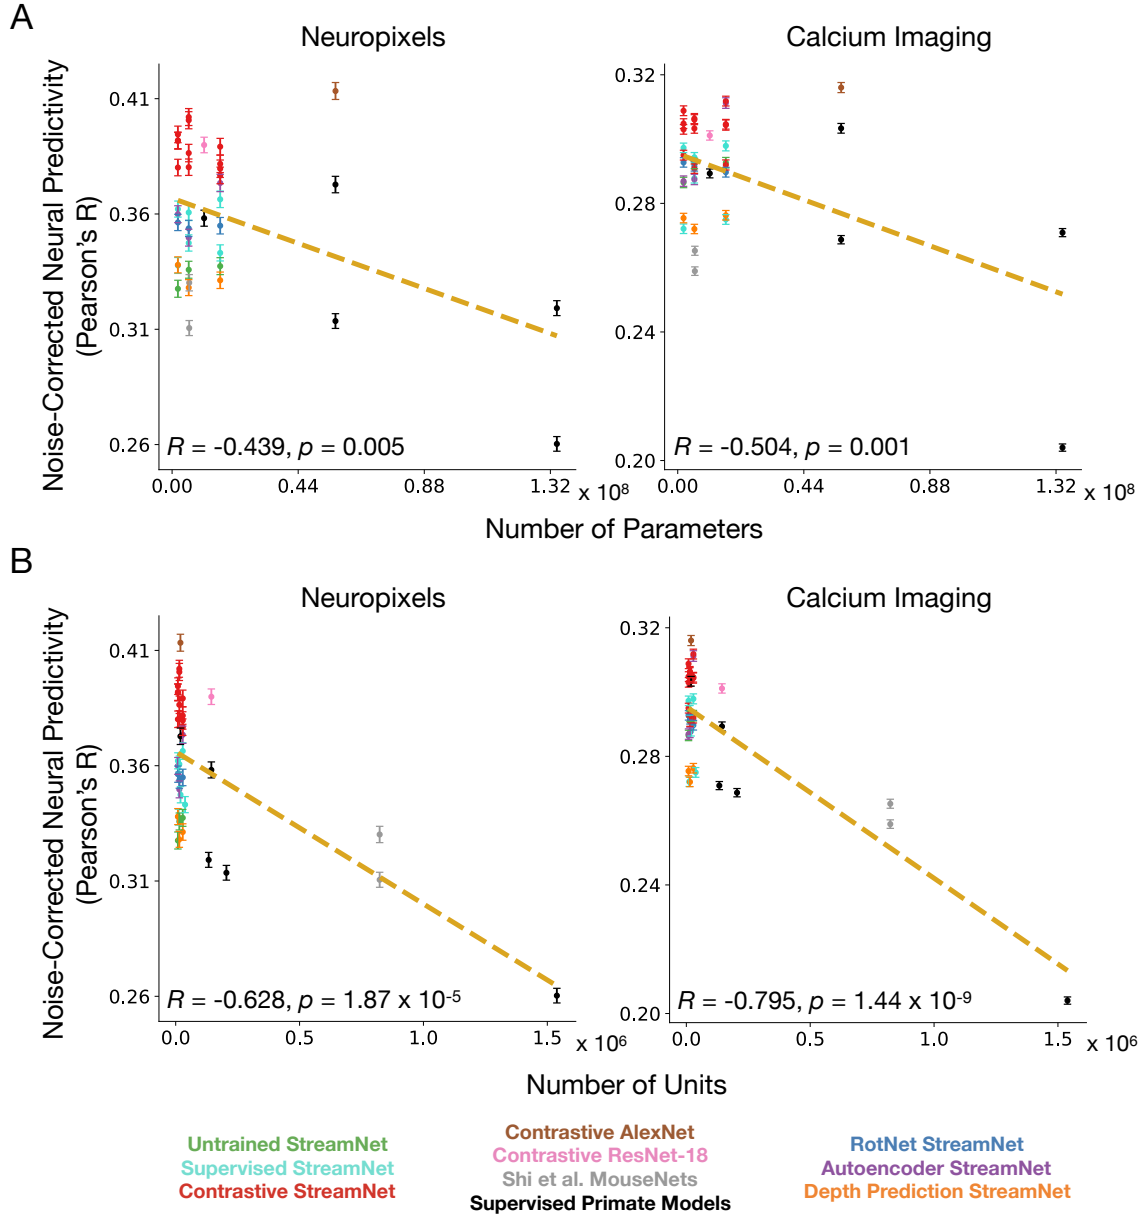 A
Neuropixels
Calcium Imaging
Noise-Corrected Neural Predictivity
(Pearson's R)
0.41
0.36
0.31
0.26
R = -0.439, p = 0.005
0.00
0.44
0.88
1.32
x 10⁸
0.32
0.28
0.24
0.20
R = -0.504, p = 0.001
0.00
0.44
0.88
1.32
x 10⁸
Number of Parameters
B
Neuropixels
Calcium Imaging
Noise-Corrected Neural Predictivity
(Pearson's R)
0.41
0.36
0.31
0.26
R = -0.628, p = 1.87 x 10⁻⁵
0.0
0.5
1.0
1.5
x 10⁶
0.32
0.28
0.24
0.20
R = -0.795, p = 1.44 x 10⁻⁹
0.0
0.5
1.0
1.5
x 10⁶
Number of Units
Untrained StreamNet
Supervised StreamNet
Contrastive StreamNet
Contrastive AlexNet
Contrastive ResNet-18
Shi et al. MouseNets
Supervised Primate Models
RotNet StreamNet
Autoencoder StreamNet
Depth Prediction StreamNet